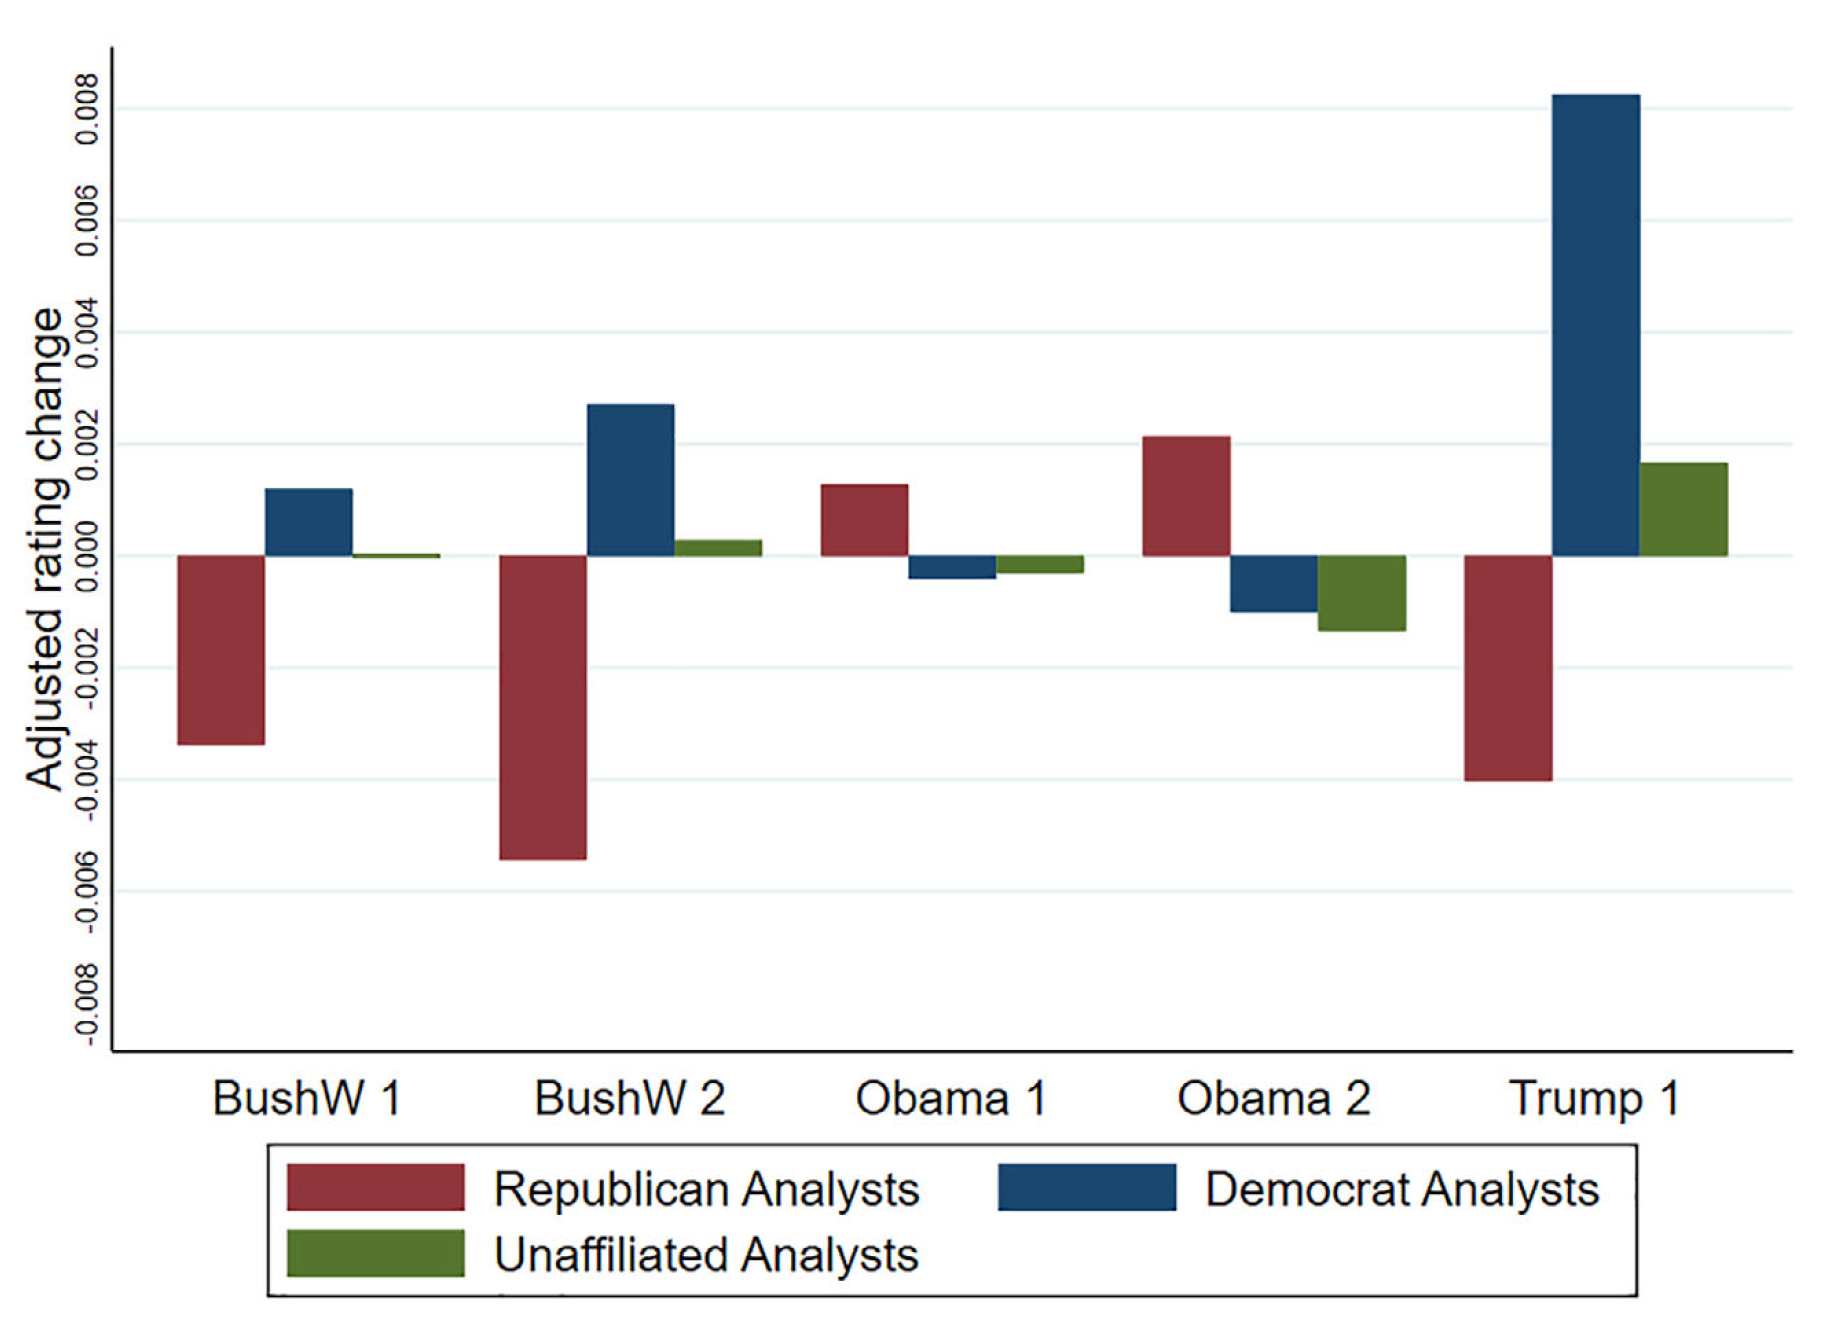 Adjusted rating change
0.008
0.006
0.004
0.002
0.000
-0.002
-0.004
-0.006
-0.008
BushW 1 BushW 2 Obama 1 Obama 2 Trump 1
Republican Analysts Democrat Analysts
Unaffiliated Analysts